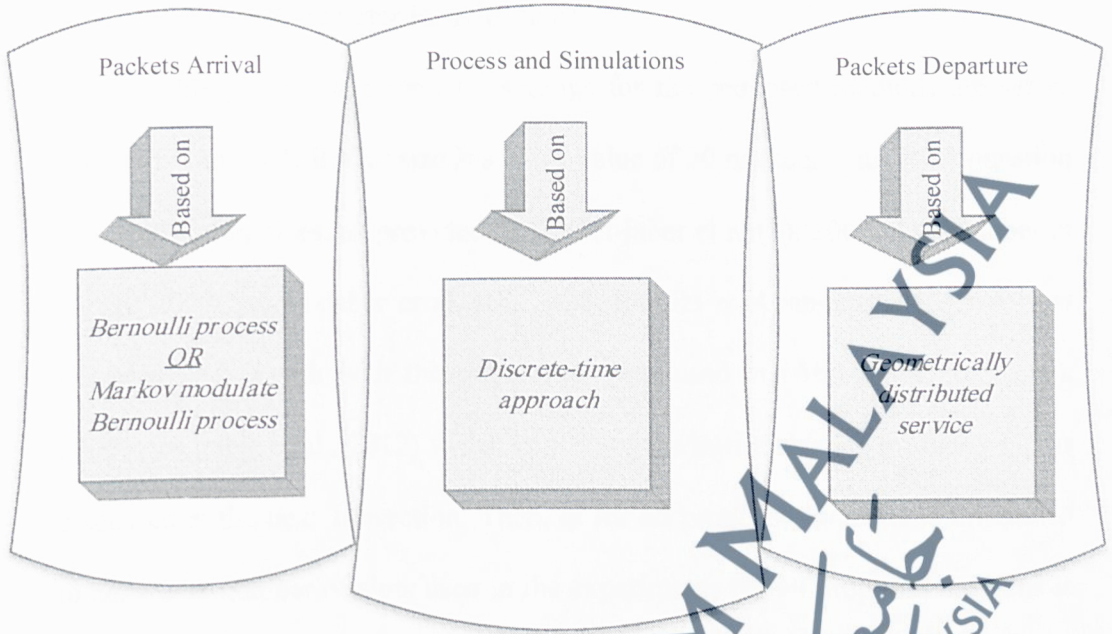 Packets Arrival
Based on
Bernoulli process
OR
Markov modulate
Bernoulli process
Process and Simulations
Based on
Discrete-time
approach
Packets Departure
Based on
Geometrically
distributed
service
M MALAYSIA
YSIA